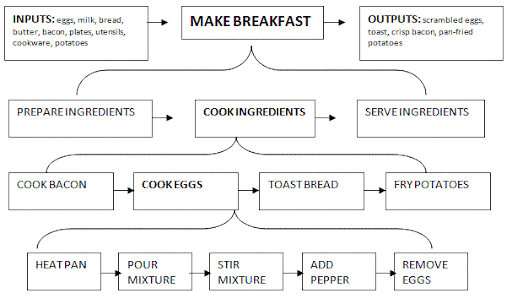 INPUTS: eggs, milk, bread,
butter, bacon, plates, utensils,
cookware, potatoes
MAKE BREAKFAST
OUTPUTS: scrambled eggs,
toast, crisp bacon, pan-fried
potatoes
PREPARE INGREDIENTS
COOK INGREDIENTS
SERVE INGREDIENTS
COOK BACON
COOK EGGS
TOAST BREAD
FRY POTATOES
HEAT PAN
POUR
MIXTURE
STIR
MIXTURE
ADD
PEPPER
REMOVE
EGGS